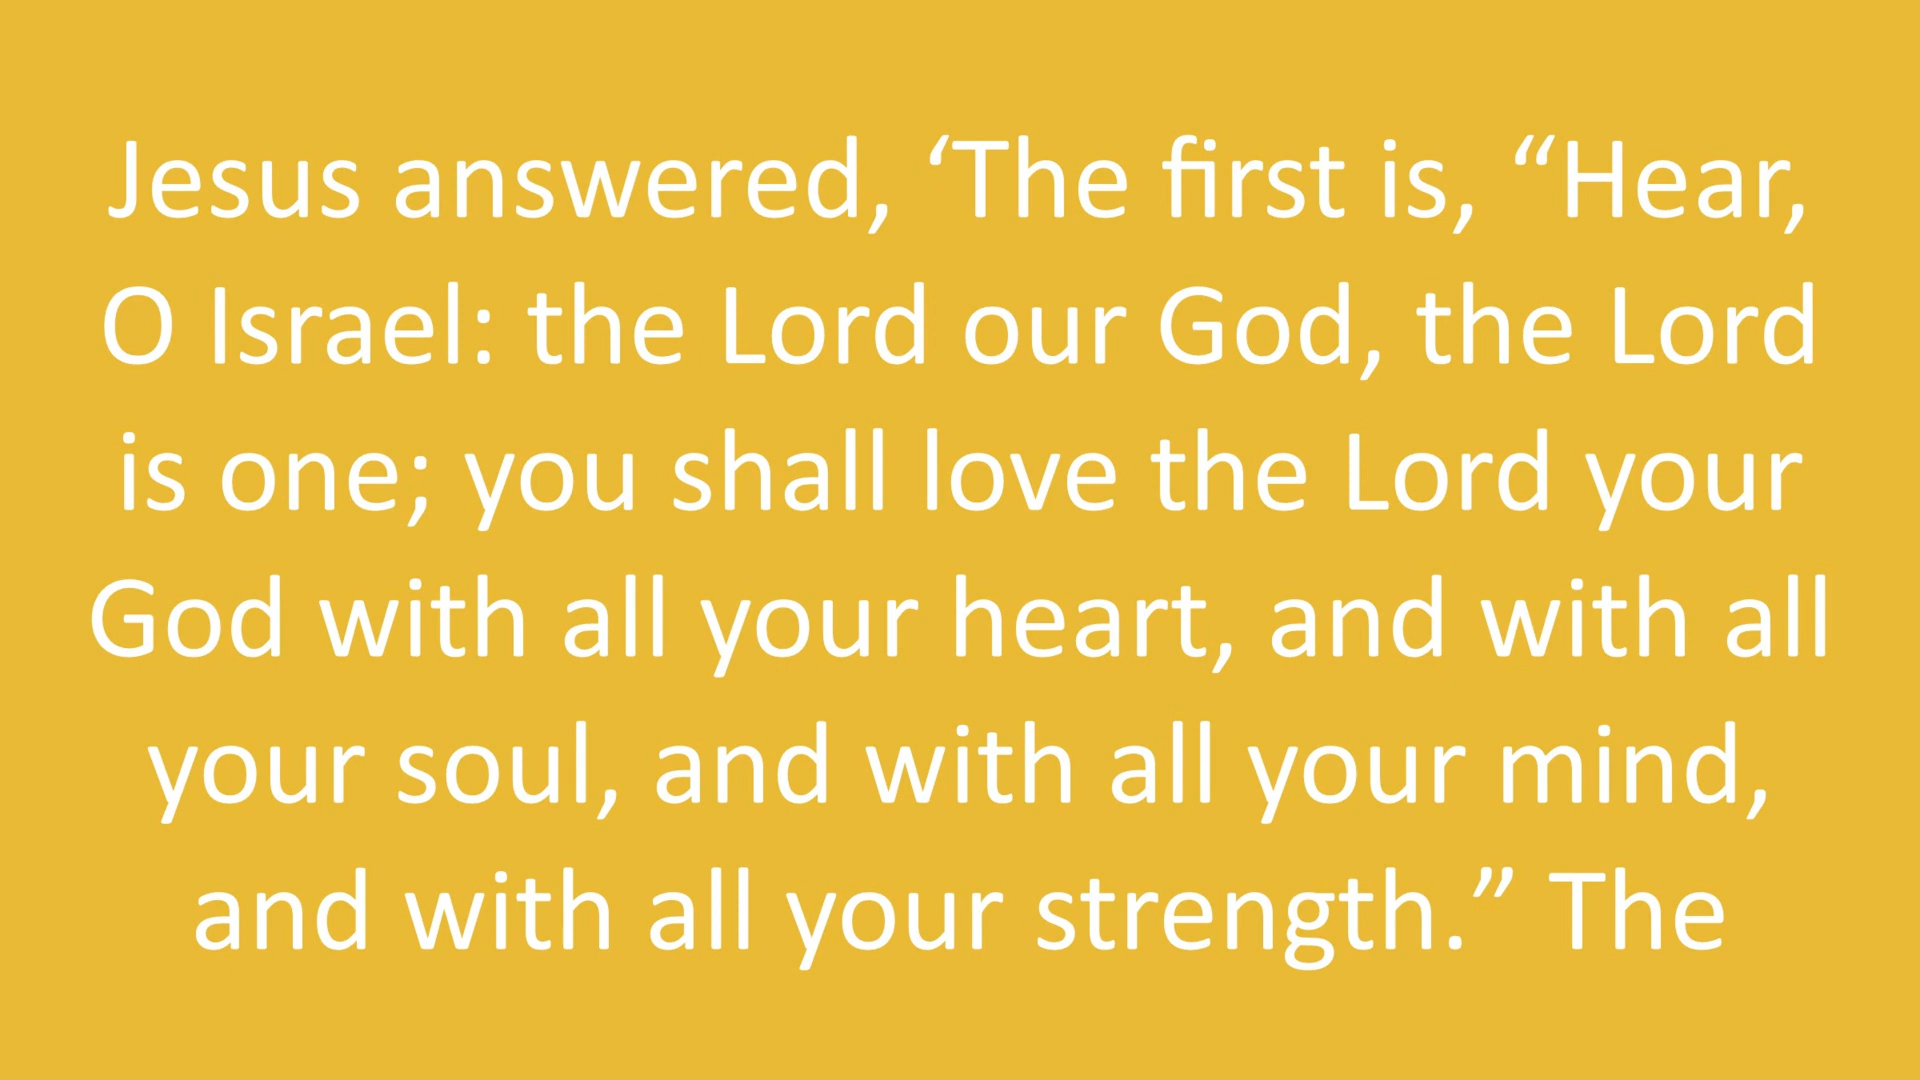 Jesus answered, ‘The first is, “Hear,
O Israel: the Lord our God, the Lord
is one; you shall love the Lord your
God with all your heart, and with all
your soul, and with all your mind,
and with all your strength.” The